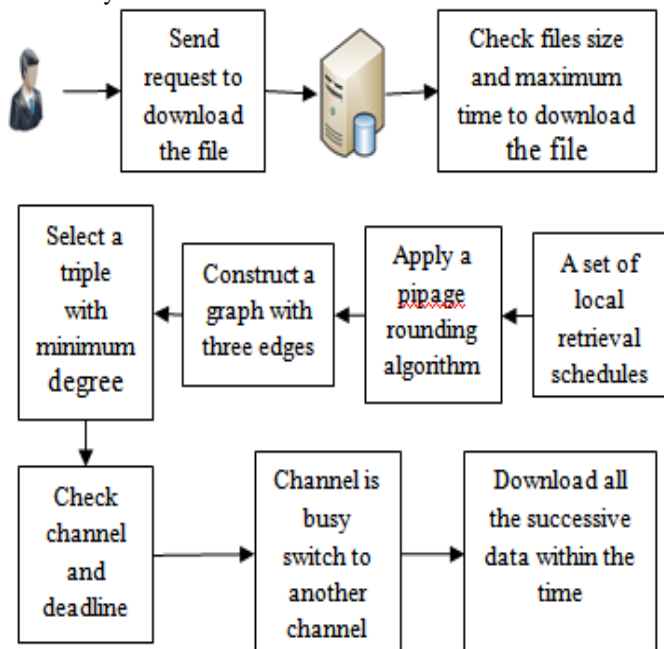 Send
request to
download
the file
Check files size
and maximum
time to download
the file
A set of
local
retrieval
schedules
Apply a
pipage
rounding
algorithm
Construct a
graph with
three edges
Select a
triple
with
minimum
degree
Check
channel
and
deadline
Channel is
busy
switch to
another
channel
Download all
the successive
data within the
time